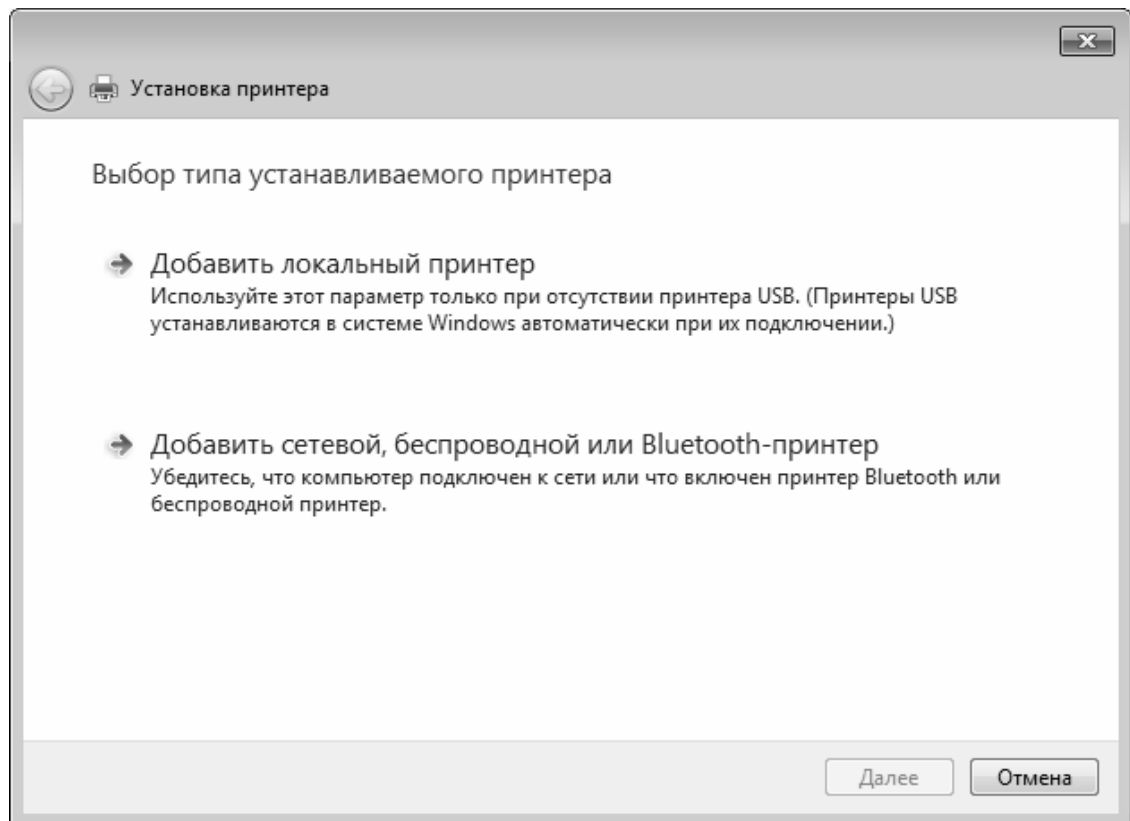 Установка принтера
Выбор типа устанавливаемого принтера
Добавить локальный принтер
Используйте этот параметр только при отсутствии принтера USB. (Принтеры USB
устанавливаются в системе Windows автоматически при их подключении.)
Добавить сетевой, беспроводной или Bluetooth-принтер
Убедитесь, что компьютер подключен к сети или что включен принтер Bluetooth или
беспроводной принтер.
Далее
Отмена